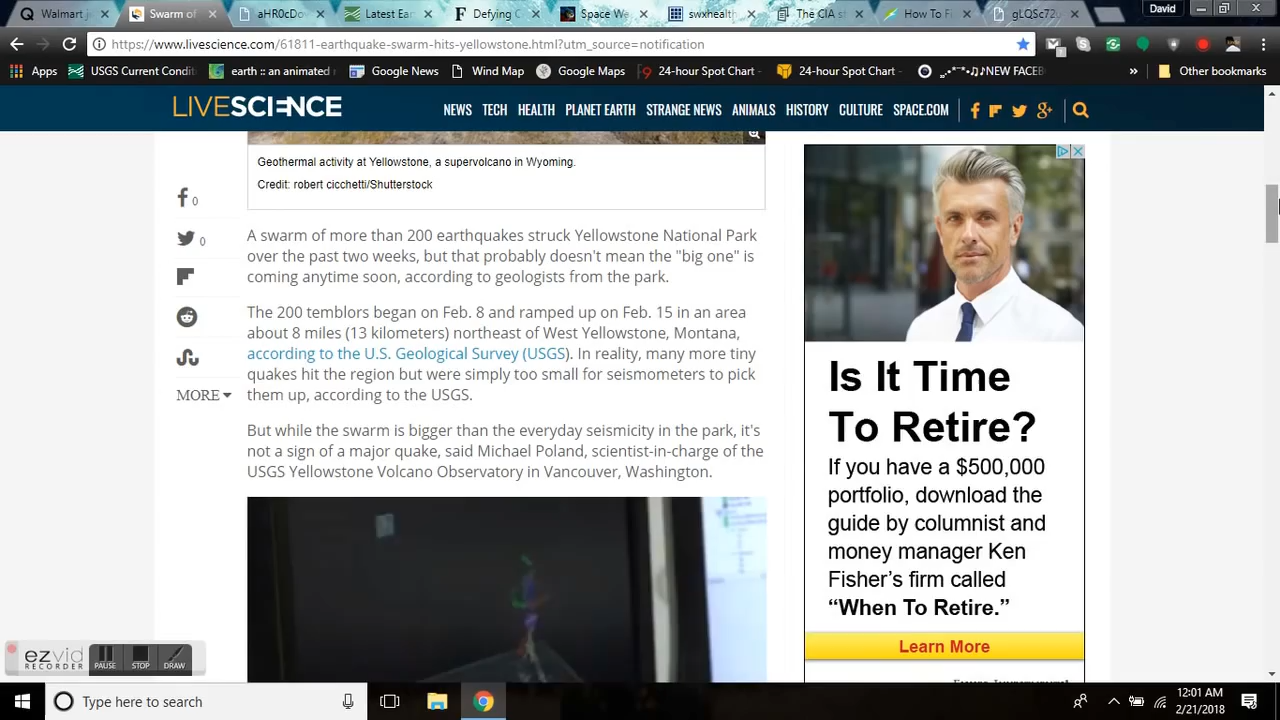 Walmart j
Swarm of
aHR0cDo
Latest Ea
Defying C
Space We
swxhealth
The CIA st
How To F
gLQSc72u
David
https://www.livescience.com/61811-earthquake-swarm-hits-yellowstone.html?utm_source=notification
Apps
USGS Current Condit
earth :: an animated
Google News
Wind Map
Google Maps
24-hour Spot Chart -
24-hour Spot Chart -
NEW FACEB
»
Other bookmarks
LIVESCIENCE
NEWS TECH HEALTH PLANET EARTH STRANGE NEWS ANIMALS HISTORY CULTURE SPACE.COM
Geothermal activity at Yellowstone, a supervolcano in Wyoming.
Credit: robert cicchetti/Shutterstock
0
0
MORE
A swarm of more than 200 earthquakes struck Yellowstone National Park
over the past two weeks, but that probably doesn't mean the "big one" is
coming anytime soon, according to geologists from the park.
The 200 temblors began on Feb. 8 and ramped up on Feb. 15 in an area
about 8 miles (13 kilometers) northeast of West Yellowstone, Montana,
according to the U.S. Geological Survey (USGS). In reality, many more tiny
quakes hit the region but were simply too small for seismometers to pick
them up, according to the USGS.
But while the swarm is bigger than the everyday seismicity in the park, it's
not a sign of a major quake, said Michael Poland, scientist-in-charge of the
USGS Yellowstone Volcano Observatory in Vancouver, Washington.
Is It Time
To Retire?
If you have a $500,000
portfolio, download the
guide by columnist and
money manager Ken
Fisher's firm called
“When To Retire.”
Learn More
ezvid
RECORDER
PAUSE
STOP
DRAW
Type here to search
12:01 AM
2/21/2018